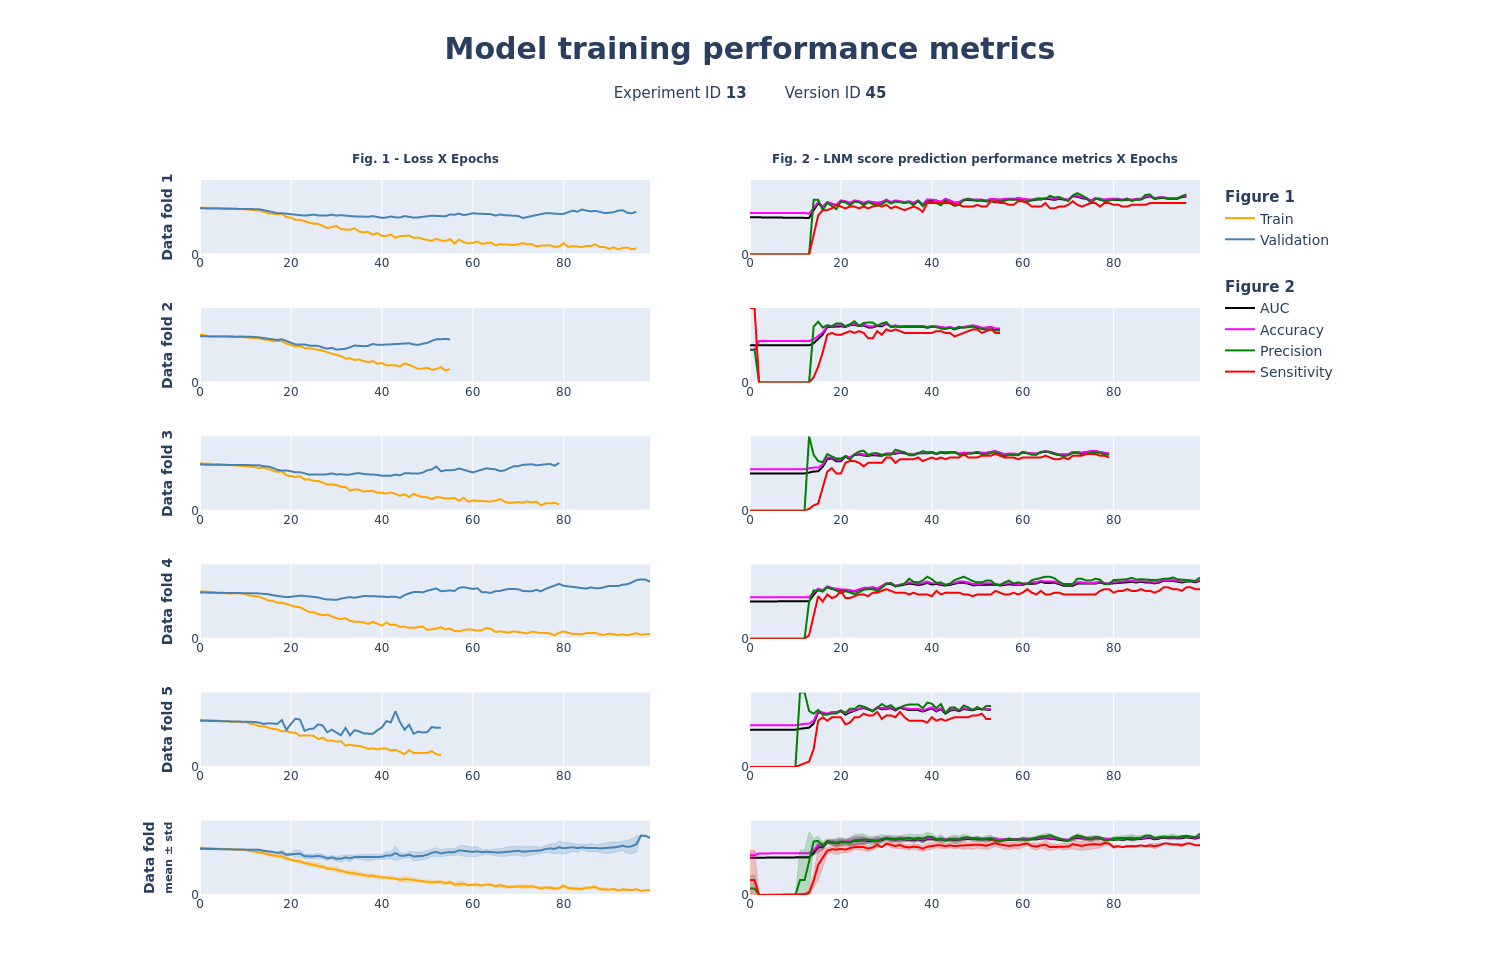 Model training performance metrics
Experiment ID 13 Version ID 45
Fig. 1 - Loss X Epochs
Fig. 2 - LNM score prediction performance metrics X Epochs
Data fold 1
0
0 20 40 60 80
0
0 20 40 60 80
Figure 1
Train
Validation
Figure 2
AUC
Accuracy
Precision
Sensitivity
Data fold 2
0
0 20 40 60 80
0
0 20 40 60 80
Data fold 3
0
0 20 40 60 80
0
0 20 40 60 80
Data fold 4
0
0 20 40 60 80
0
0 20 40 60 80
Data fold 5
0
0 20 40 60 80
0
0 20 40 60 80
Data fold
mean ± std
0
0 20 40 60 80
0
0 20 40 60 80